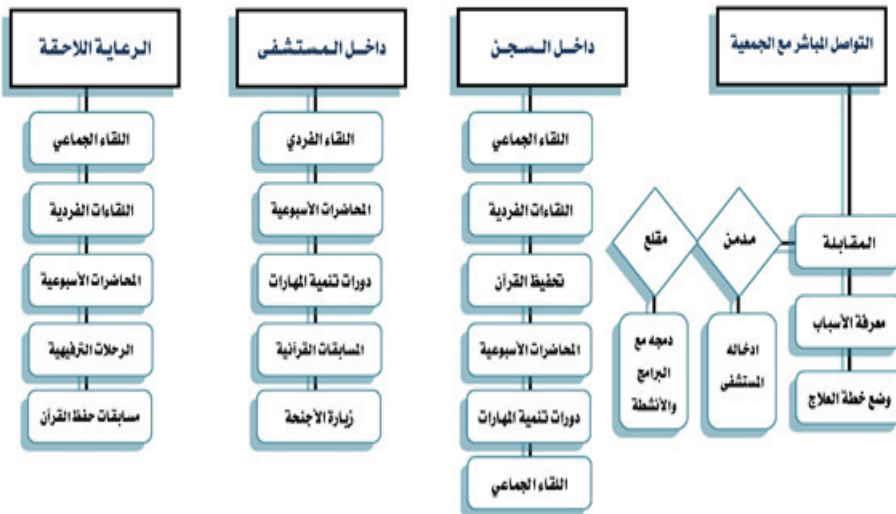 التواصل المباشر مع الجمعية
المقابلة
مدمن
مقلع
معرفة الأسباب
وضع خطة العلاج
ادخاله
المستشفى
دمجه مع
البرامج
والأنشطة
داخل السجن
اللقاء الجماعي
اللقاءات الفردية
تحفيظ القرآن
المحاضرات الأسبوعية
دورات تنمية المهارات
اللقاء الجماعي
داخل المستشفى
اللقاء الفردي
المحاضرات الأسبوعية
دورات تنمية المهارات
المسابقات القرآنية
زيارة الأجنحة
الرعاية اللاحقة
اللقاء الجماعي
اللقاءات الفردية
المحاضرات الأسبوعية
الرحلات الترفيهية
مسابقات حفظ القرآن